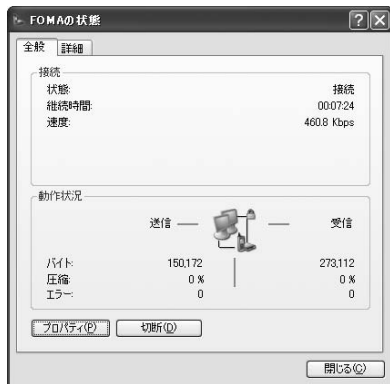 FOMAの状態
全般 詳細
接続
状態: 接続
継続時間: 00:07:24
速度: 460.8 Kbps
動作状況
送信 — — 受信
バイト: 150,172 273,112
圧縮: 0 % 0 %
エラー: 0 0
プロパティ(P) 切断(D)
閉じる(C)